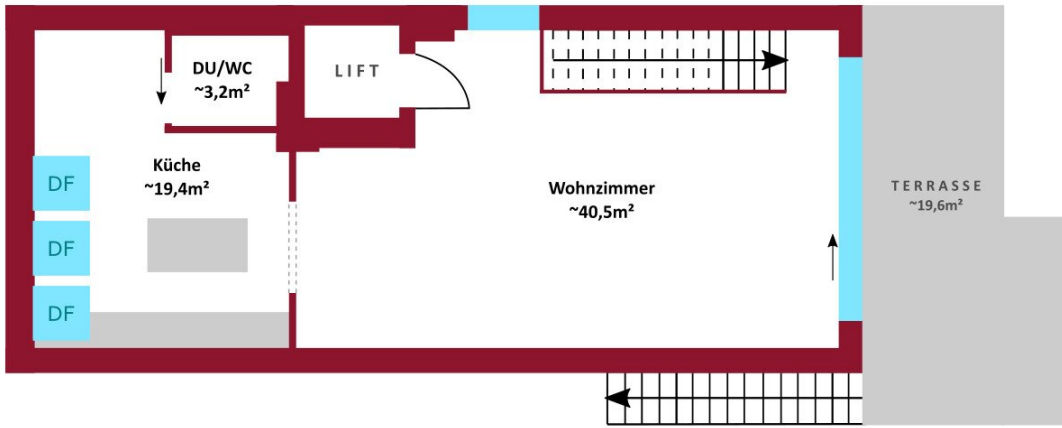 DU/WC
~3,2m²
LIFT
Küche
~19,4m²
DF
DF
DF
Wohnzimmer
~40,5m²
TERRASSE
~19,6m²